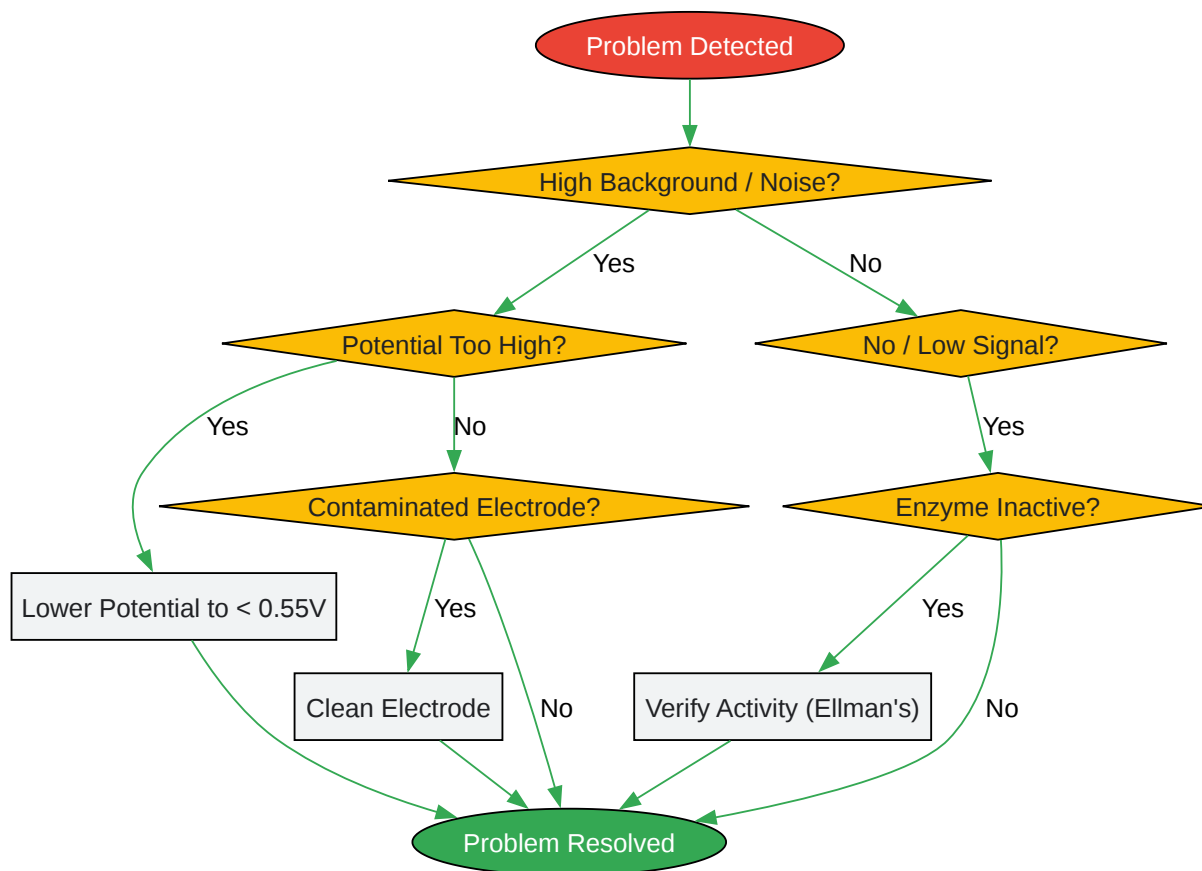 Problem Detected
High Background / Noise?
Yes
No
Potential Too High?
No / Low Signal?
Yes
No
Yes
Contaminated Electrode?
Enzyme Inactive?
Lower Potential to < 0.55V
Yes
Yes
Clean Electrode
No
Verify Activity (Ellman's)
No
Problem Resolved